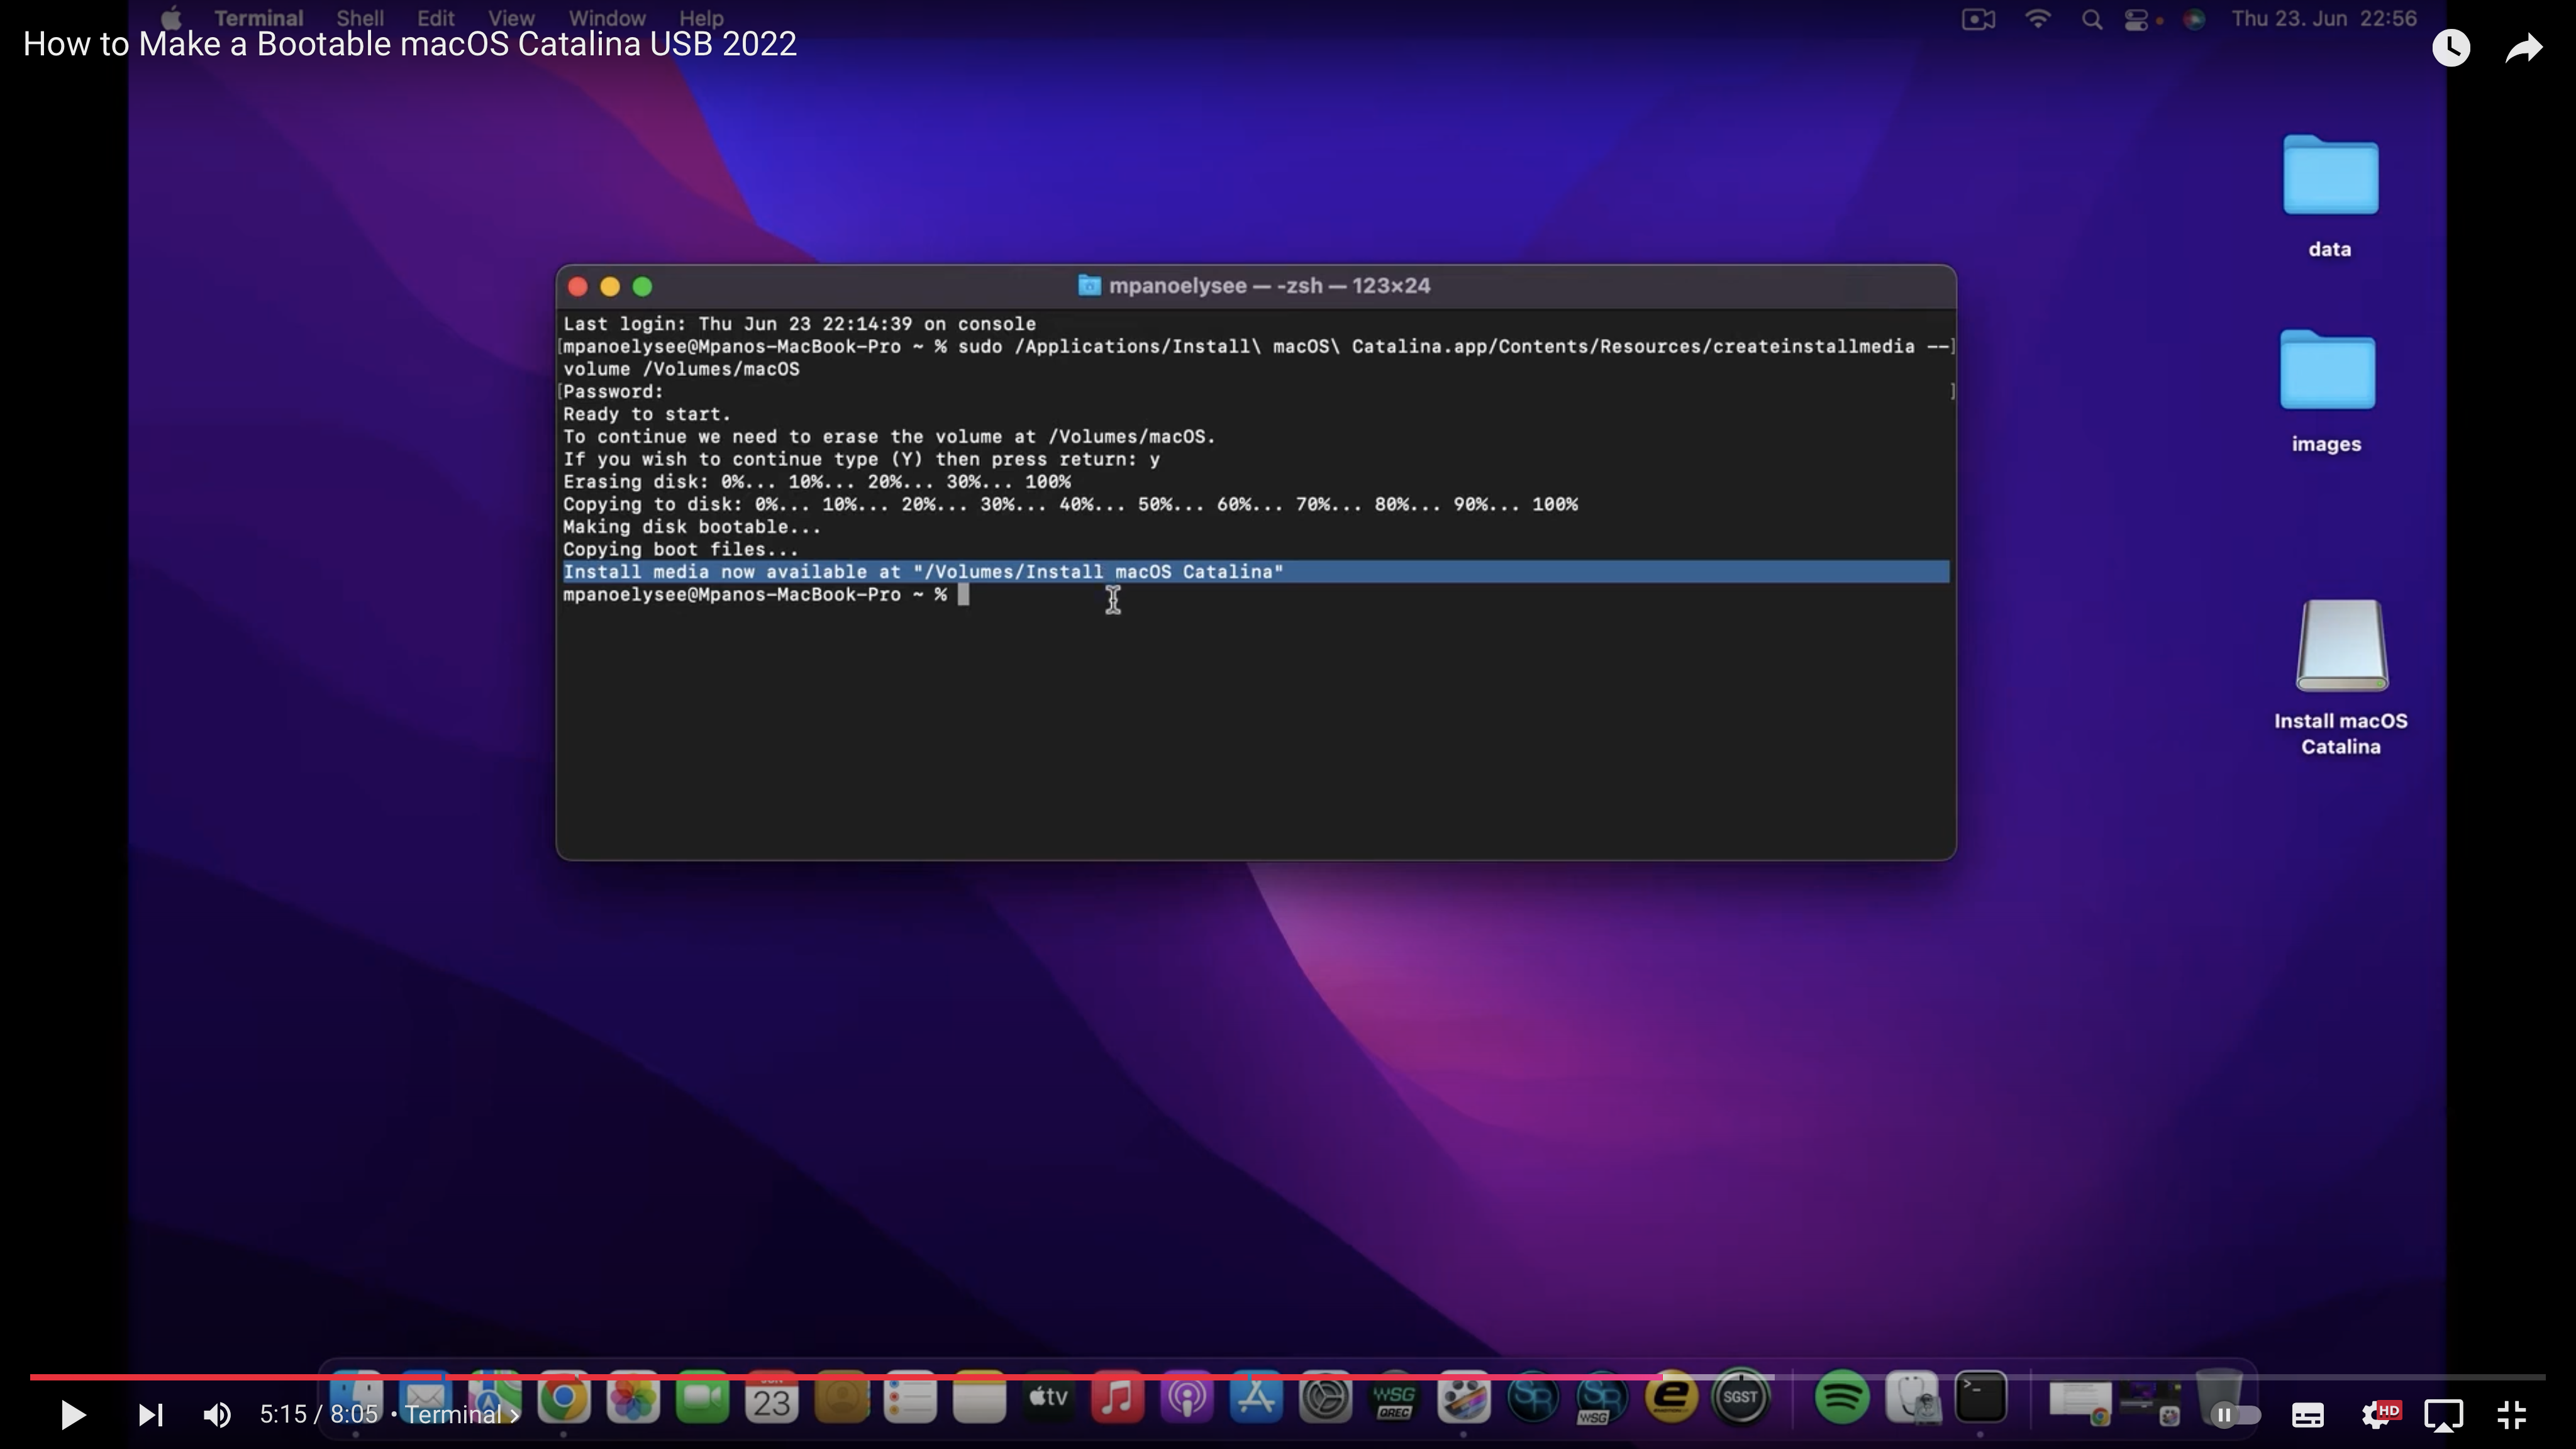 Terminal Shell Edit View Window Help Thu 23. Jun 22:56
How to Make a Bootable macOS Catalina USB 2022
data
images
Install macOS
Catalina
mpanoelysee — -zsh — 123×24
Last login: Thu Jun 23 22:14:39 on console
[mpanoelysee@Mpanos-MacBook-Pro ~ % sudo /Applications/Install\ macOS\ Catalina.app/Contents/Resources/createinstallmedia --]
volume /Volumes/macOS
[Password: ]
Ready to start.
To continue we need to erase the volume at /Volumes/macOS.
If you wish to continue type (Y) then press return: y
Erasing disk: 0%... 10%... 20%... 30%... 100%
Copying to disk: 0%... 10%... 20%... 30%... 40%... 50%... 60%... 70%... 80%... 90%... 100%
Making disk bootable...
Copying boot files...
Install media now available at "/Volumes/Install macOS Catalina"
mpanoelysee@Mpanos-MacBook-Pro ~ %
23
tv
WSG
QREC
SR
SR
WSG
e
SGST
>_
5:15 / 8:05 • Terminal ›
HD